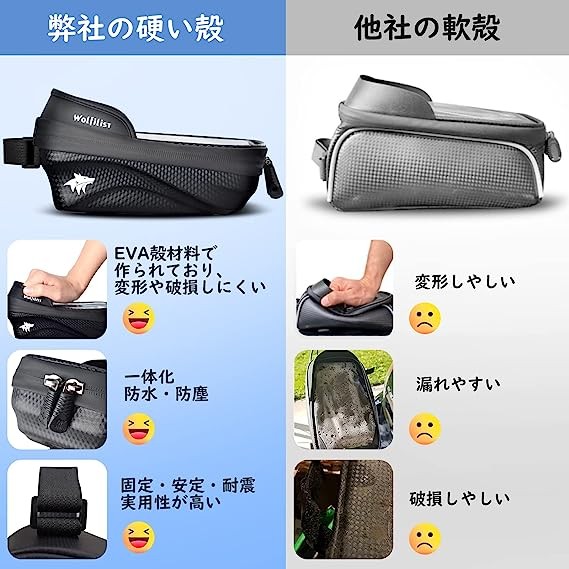 弊社の硬い殻
他社の軟殻
WolfilisT
EVA殻材料で
作られており、
変形や破損しにくい
変形しやしい
一体化
防水・防塵
漏れやすい
固定・安定・耐震
実用性が高い
破損しやしい